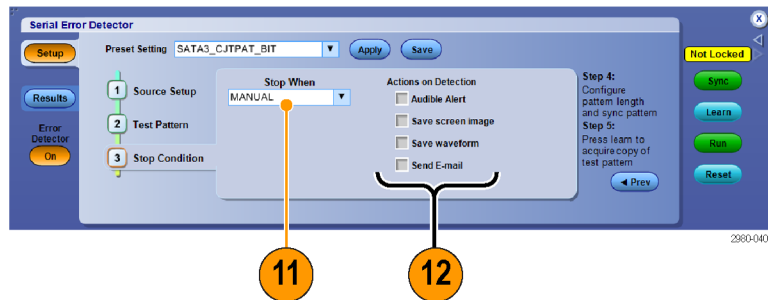 Serial Error Detector
X
Setup
Preset Setting SATA3_CJTPAT_BIT Apply Save
Not Locked
Results
Error
Detector
On
1 Source Setup
2 Test Pattern
3 Stop Condition
Stop When
MANUAL
Actions on Detection
Audible Alert
Save screen image
Save waveform
Send E-mail
Step 4:
Configure
pattern length
and sync pattern
Step 5:
Press learn to
acquire copy of
test pattern
Prev
Sync
Learn
Run
Reset
2980-040
11
12